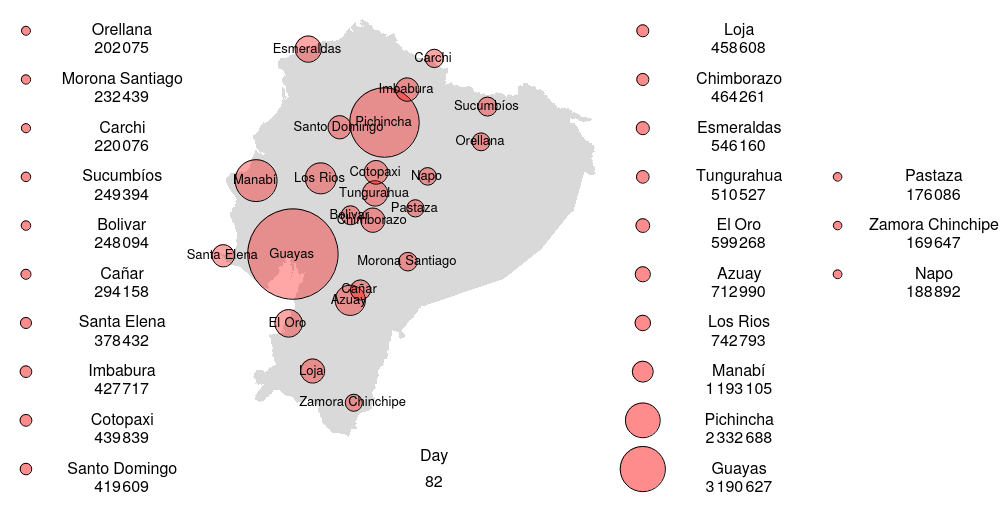 Orellana
202075
Morona Santiago
232439
Carchi
220076
Sucumbíos
249394
Bolivar
248094
Cañar
294158
Santa Elena
378432
Imbabura
427717
Cotopaxi
439839
Santo Domingo
419609
Esmeraldas
Carchi
Imbabura
Sucumbíos
Pichincha
Santo Domingo
Orellana
Cotopaxi
Napo
Manabí
Los Rios
Tungurahua
Pastaza
Bolivar
Chimborazo
Santa Elena
Guayas
Morona Santiago
Cañar
Azuay
El Oro
Loja
Zamora Chinchipe
Day
82
Loja
458608
Chimborazo
464261
Esmeraldas
546160
Tungurahua
510527
El Oro
599268
Azuay
712990
Los Rios
742793
Manabí
1193105
Pichincha
2332688
Guayas
3190627
Pastaza
176086
Zamora Chinchipe
169647
Napo
188892